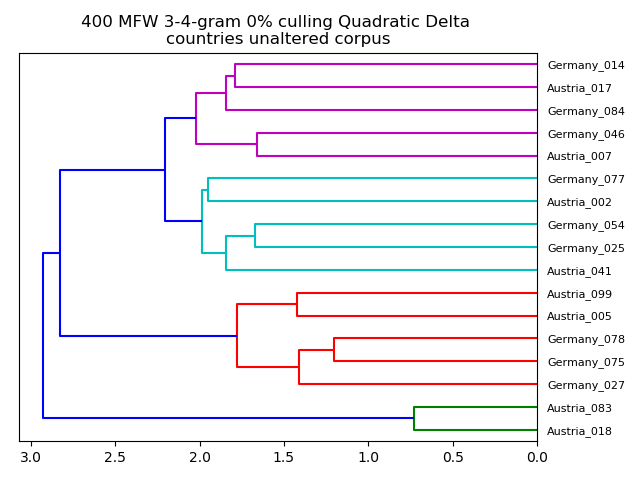 400 MFW 3-4-gram 0% culling Quadratic Delta
countries unaltered corpus
Germany_014
Austria_017
Germany_084
Germany_046
Austria_007
Germany_077
Austria_002
Germany_054
Germany_025
Austria_041
Austria_099
Austria_005
Germany_078
Germany_075
Germany_027
Austria_083
Austria_018
3.0 2.5 2.0 1.5 1.0 0.5 0.0